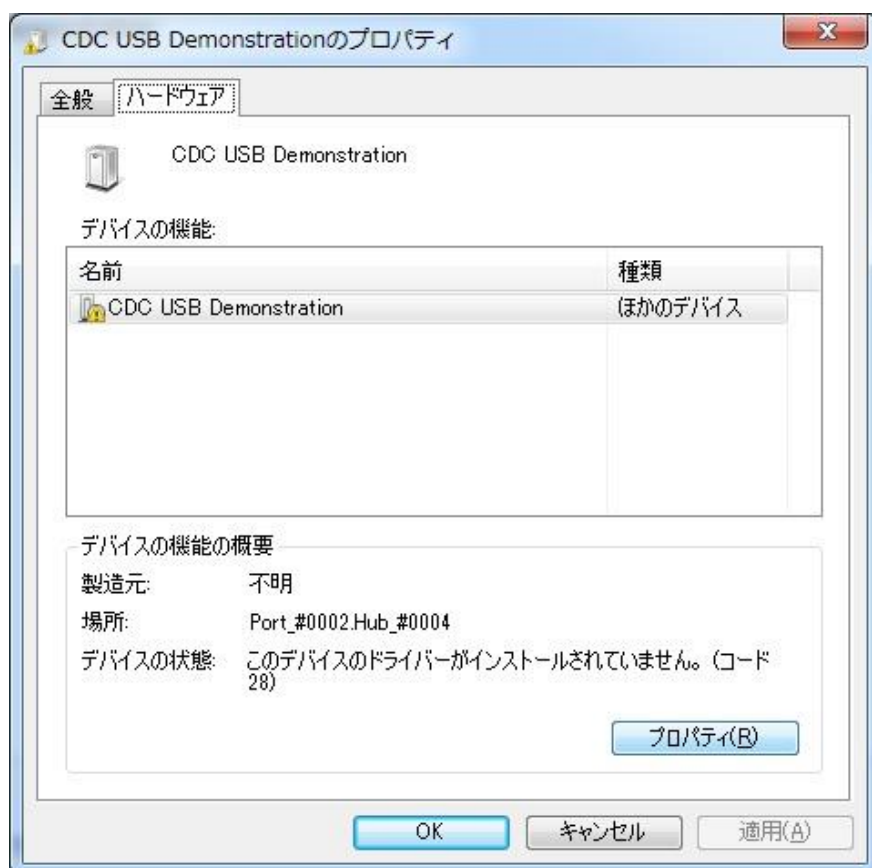 CDC USB Demonstrationのプロパティ
全般 ハードウェア
CDC USB Demonstration
デバイスの機能:
名前 種類
CDC USB Demonstration ほかのデバイス
デバイスの機能の概要
製造元: 不明
場所: Port_#0002.Hub_#0004
デバイスの状態: このデバイスのドライバーがインストールされていません。(コード
28)
プロパティ(R)
OK キャンセル 適用(A)